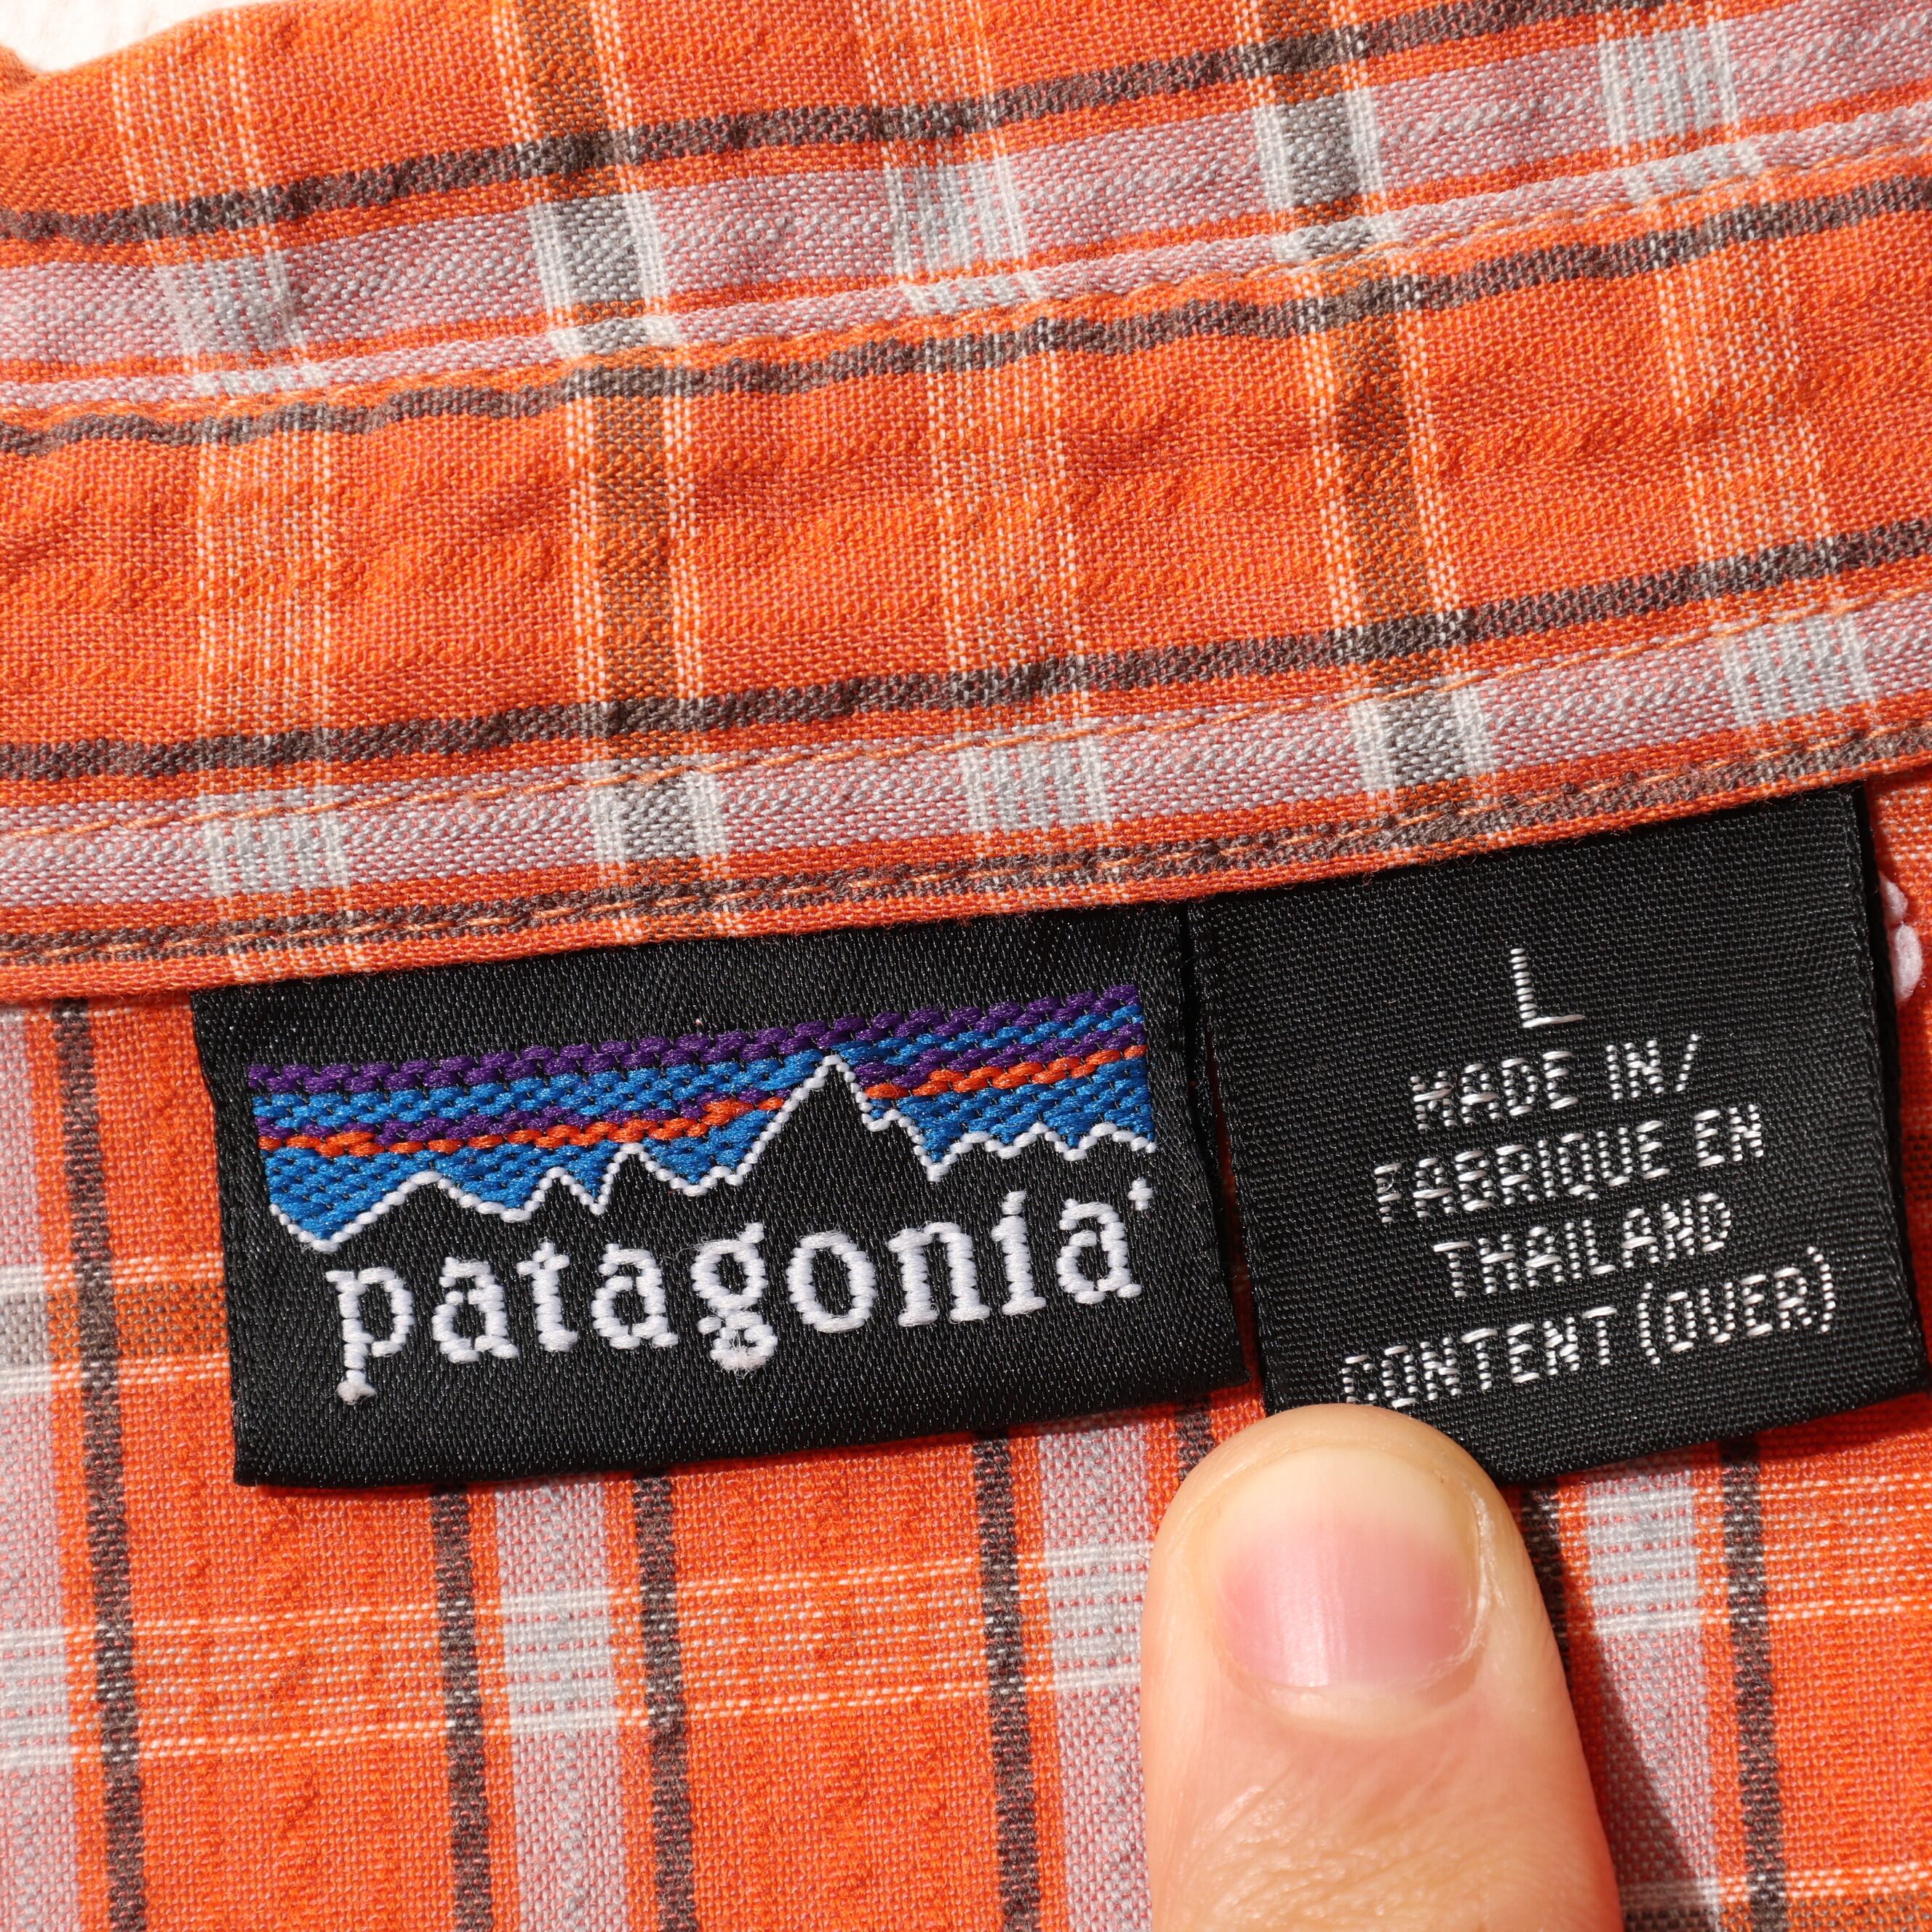 patagonia
L
MADE IN/
FABRIQUE EN
THAILAND
CONTENT (OVER)